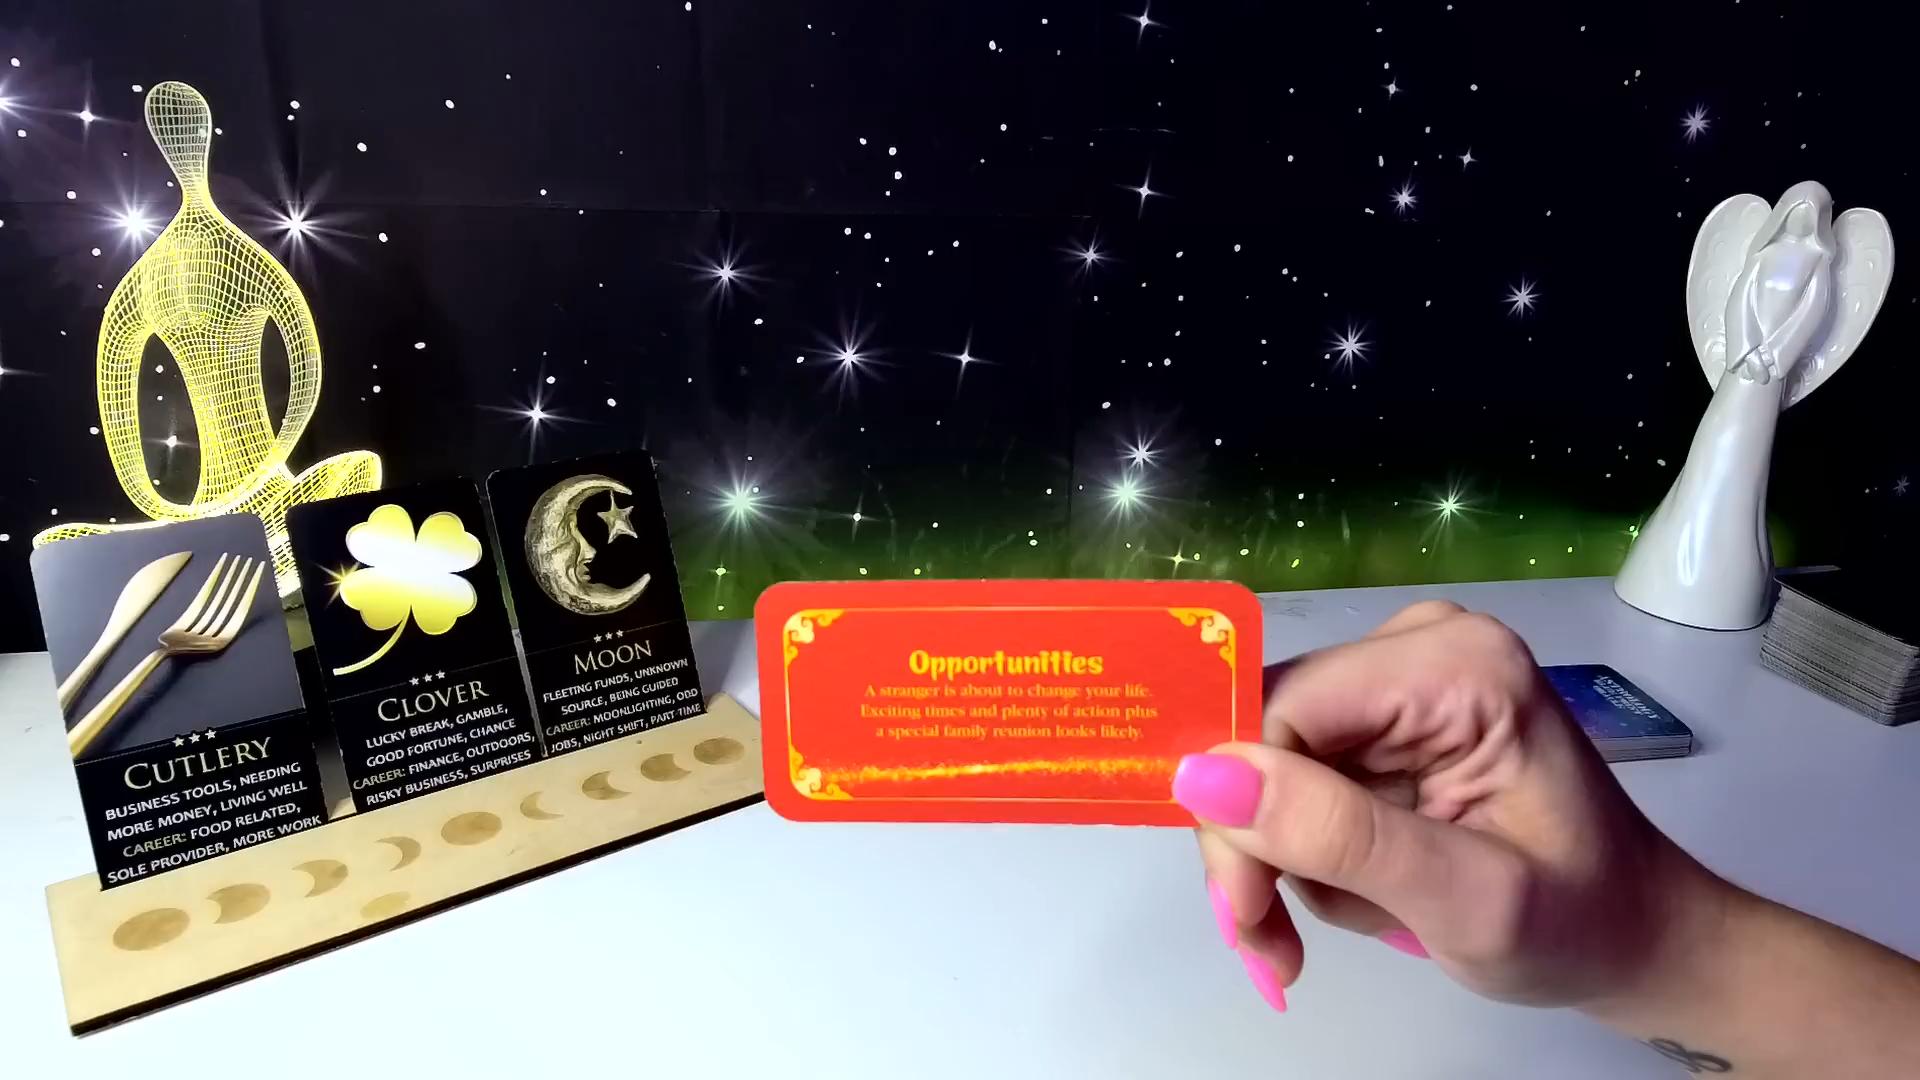 CUTLERY
BUSINESS TOOLS, NEEDING
MORE MONEY, LIVING WELL
CAREER: FOOD RELATED,
SOLE PROVIDER, MORE WORK
CLOVER
LUCKY BREAK, GAMBLE,
GOOD FORTUNE, CHANCE
CAREER: FINANCE, OUTDOORS,
RISKY BUSINESS, SURPRISES
MOON
FLEETING FUNDS, UNKNOWN
SOURCE, BEING GUIDED
CAREER: MOONLIGHTING, ODD
JOBS, NIGHT SHIFT, PART TIME
Opportunities
A stranger is about to change your life.
Exciting times and plenty of action plus
a special family reunion looks likely.